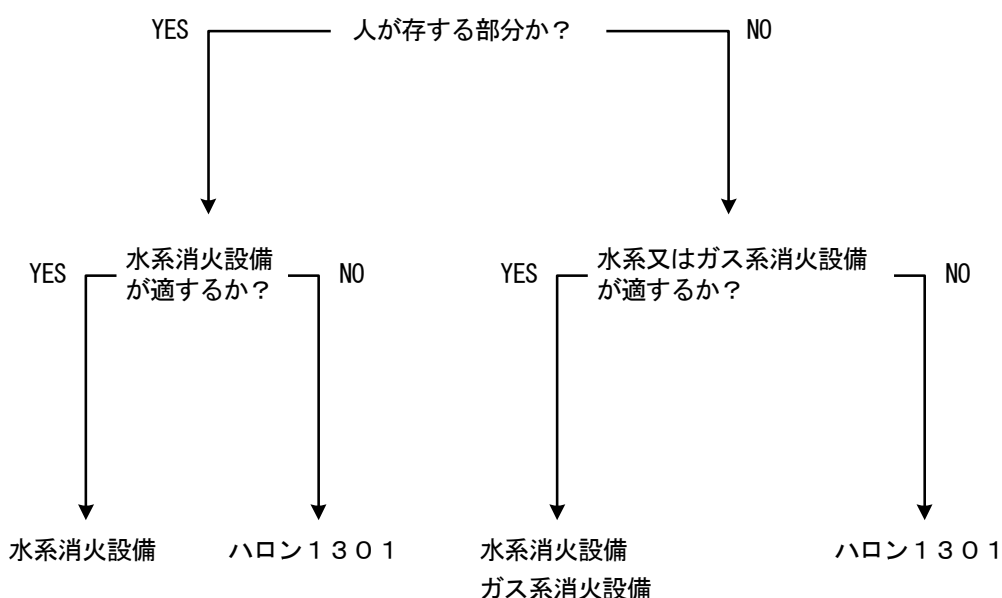 YES 人が存する部分か？ NO
YES 水系消火設備 NO
が適するか？
YES 水系又はガス系消火設備 NO
が適するか？
水系消火設備
ハロン１３０１
水系消火設備
ガス系消火設備
ハロン１３０１